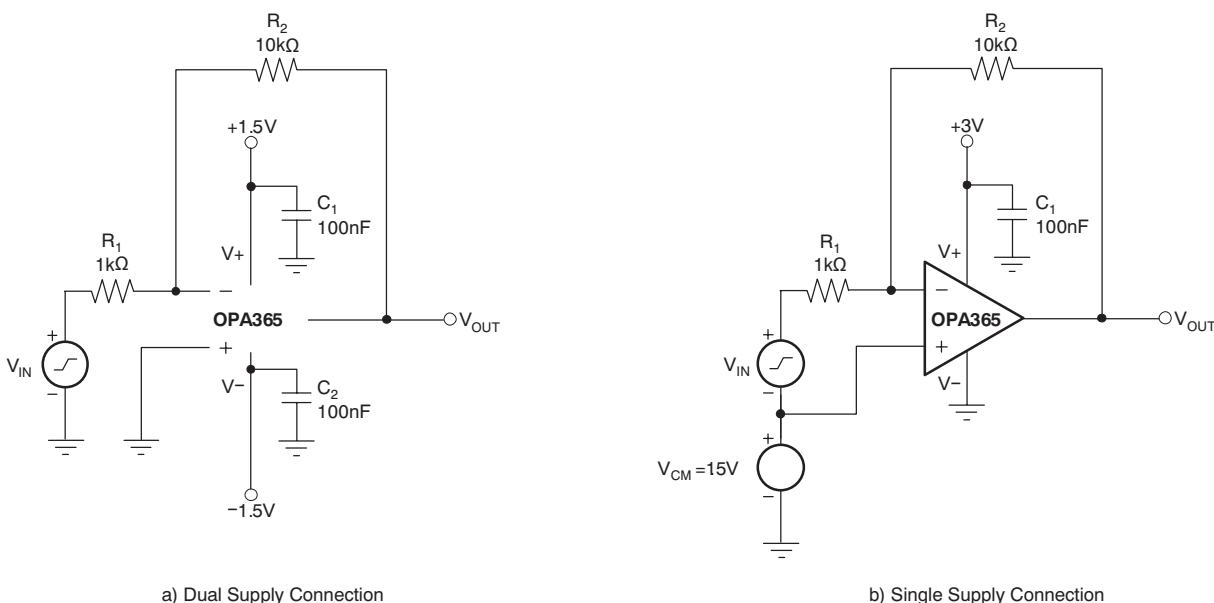 R2
10kΩ
+1.5V
C1
100nF
R1
1kΩ
V+
−
OPA365
+
VOUT
+
VIN
−
V−
C2
100nF
−1.5V
a) Dual Supply Connection
R2
10kΩ
+3V
C1
100nF
R1
1kΩ
V+
−
OPA365
+
VOUT
+
VIN
−
V−
+
VCM =15V
−
b) Single Supply Connection